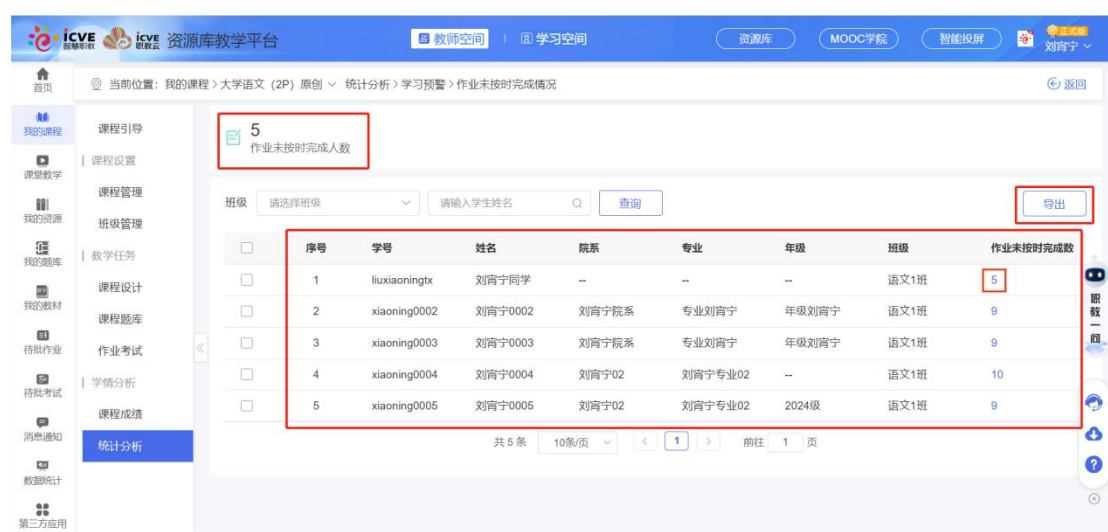 icve 智慧职教 icve 职教云 资源库教学平台 教师空间 学习空间 资源库 MOOC学院 智能投屏 正式版 刘宵宁
首页
当前位置: 我的课程 > 大学语文 (2P) 原创 统计分析 > 学习预警 > 作业未按时完成情况 返回
我的课程
课堂教学
我的资源
我的题库
我的教材
待批作业
待批考试
消息通知
数据统计
第三方应用
课程引导
课程设置
课程管理
班级管理
教学任务
课程设计
课程题库
作业考试
学情分析
课程成绩
统计分析
5
作业未按时完成人数
班级 请选择班级 请输入学生姓名 查询 导出
序号 学号 姓名 院系 专业 年级 班级 作业未按时完成数
1 liuxiaoningtx 刘宵宁同学 -- -- -- 语文1班 5
2 xiaoning0002 刘宵宁0002 刘宵宁院系 专业刘宵宁 年级刘宵宁 语文1班 9
3 xiaoning0003 刘宵宁0003 刘宵宁院系 专业刘宵宁 年级刘宵宁 语文1班 9
4 xiaoning0004 刘宵宁0004 刘宵宁02 刘宵宁专业02 -- 语文1班 10
5 xiaoning0005 刘宵宁0005 刘宵宁02 刘宵宁专业02 2024级 语文1班 9
共 5 条 10条/页 < 1 > 前往 1 页
职教一问